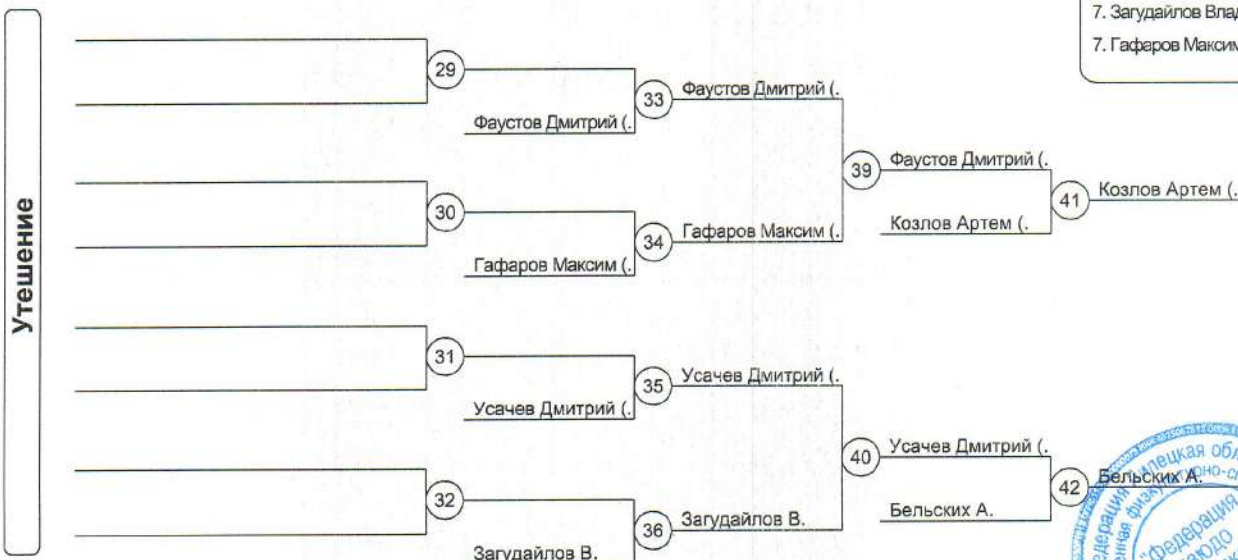 7. Загудайлов Влад
7. Гафаров Максим
Утешение
29
Фаустов Дмитрий (.
33
Фаустов Дмитрий (.
39
Фаустов Дмитрий (.
30
Гафаров Максим (.
34
Гафаров Максим (.
Козлов Артем (.
41
Козлов Артем (.
31
Усачев Дмитрий (.
35
Усачев Дмитрий (.
40
Усачев Дмитрий (.
32
Загудайлов В.
36
Загудайлов В.
Бельских А.
42
Бельских А.